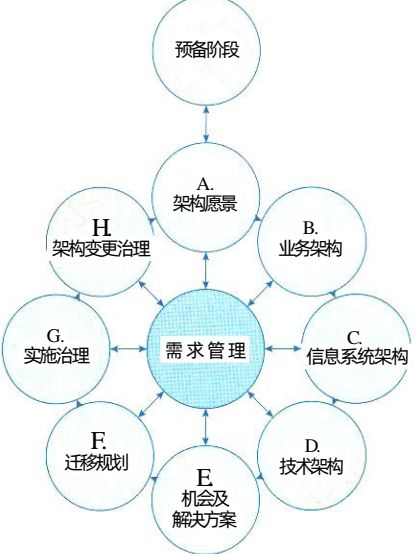 预备阶段
A.
架构愿景
H.
架构变更治理
B.
业务架构
G.
实施治理
需求管理
C.
信息系统架构
F.
迁移规划
D.
技术架构
E.
机会及
解决方案